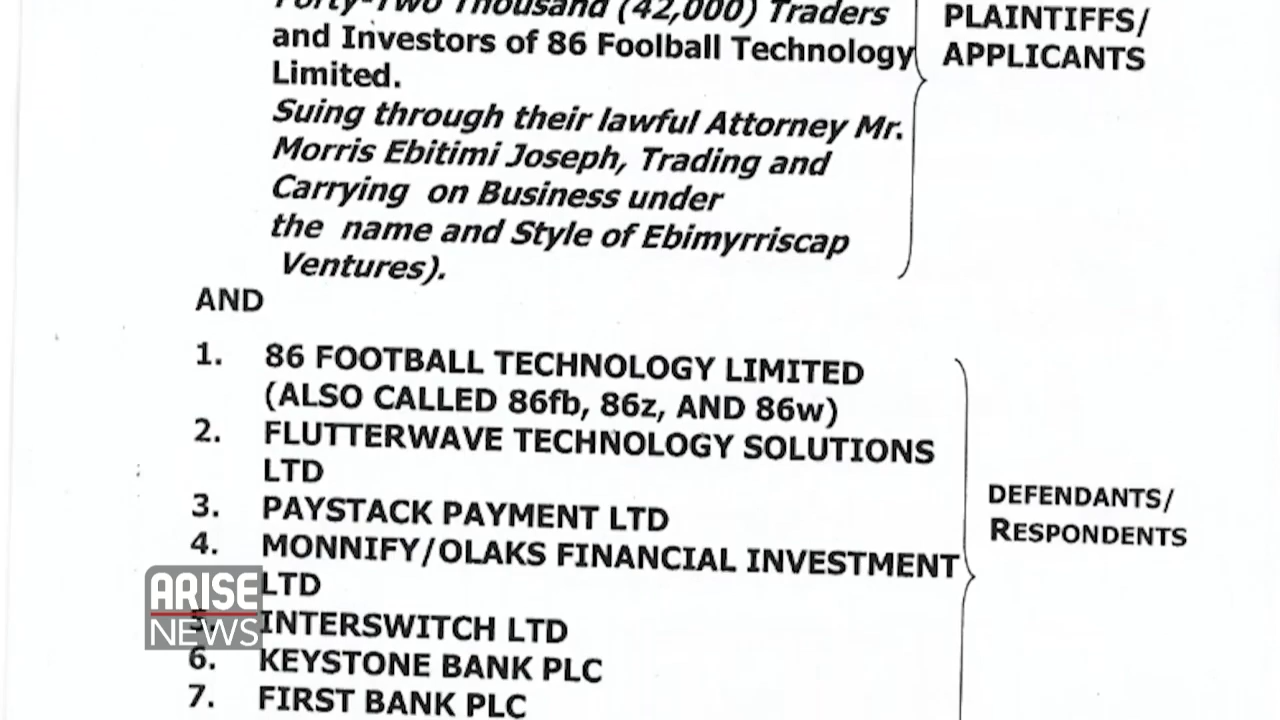 Forty-Two Thousand (42,000) Traders
and Investors of 86 Foolball Technology
Limited.
Suing through their lawful Attorney Mr.
Morris Ebitimi Joseph, Trading and
Carrying on Business under
the name and Style of Ebimyrriscap
Ventures).
PLAINTIFFS/
APPLICANTS
AND
1. 86 FOOTBALL TECHNOLOGY LIMITED
(ALSO CALLED 86fb, 86z, AND 86w)
2. FLUTTERWAVE TECHNOLOGY SOLUTIONS
LTD
3. PAYSTACK PAYMENT LTD
4. MONNIFY/OLAKS FINANCIAL INVESTMENT
LTD
5. INTERSWITCH LTD
6. KEYSTONE BANK PLC
7. FIRST BANK PLC
DEFENDANTS/
RESPONDENTS
ARISE
NEWS